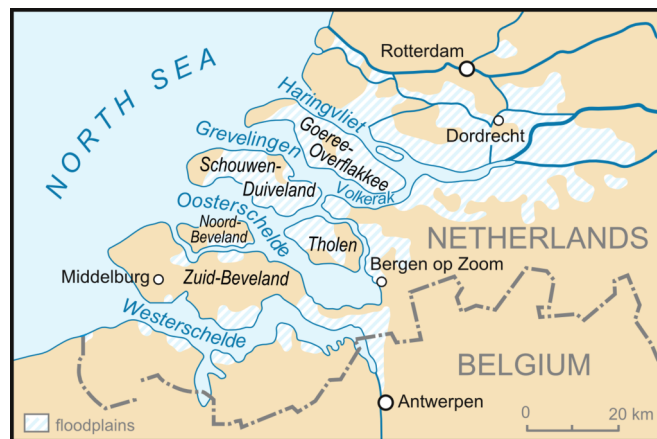 NORTH SEA
Rotterdam
Haringvliet
Dordrecht
Goeree-
Overflakkee
Grevelingen
Schouwen-
Duiveland
Volkerak
Oosterschelde
Noord-
Beveland
Tholen
NETHERLANDS
Bergen op Zoom
Middelburg
Zuid-Beveland
Westerschelde
BELGIUM
Antwerpen
floodplains
0 20 km